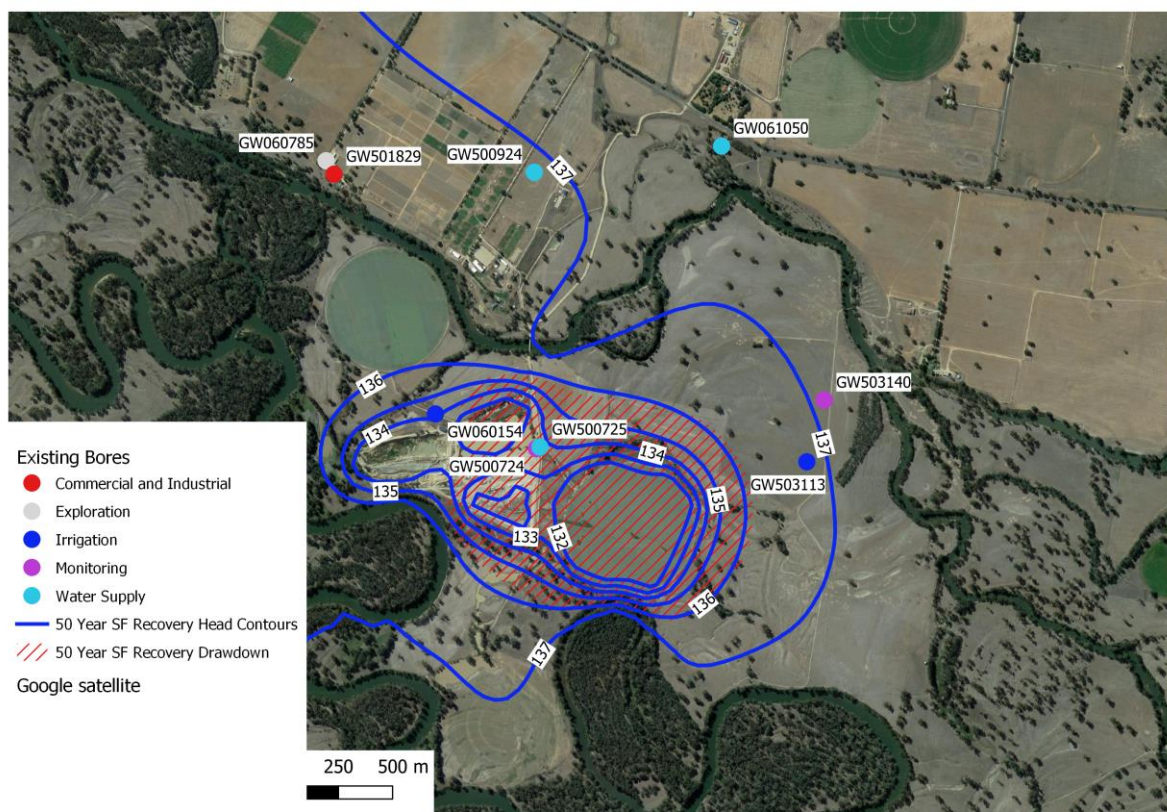 137
GW060785
GW501829
GW500924
GW061050
136
134
GW060154
GW500725
GW500724
134
135
135
133
132
136
137
137
GW503140
GW503113
Existing Bores
Commercial and Industrial
Exploration
Irrigation
Monitoring
Water Supply
50 Year SF Recovery Head Contours
50 Year SF Recovery Drawdown
Google satellite
250 500 m